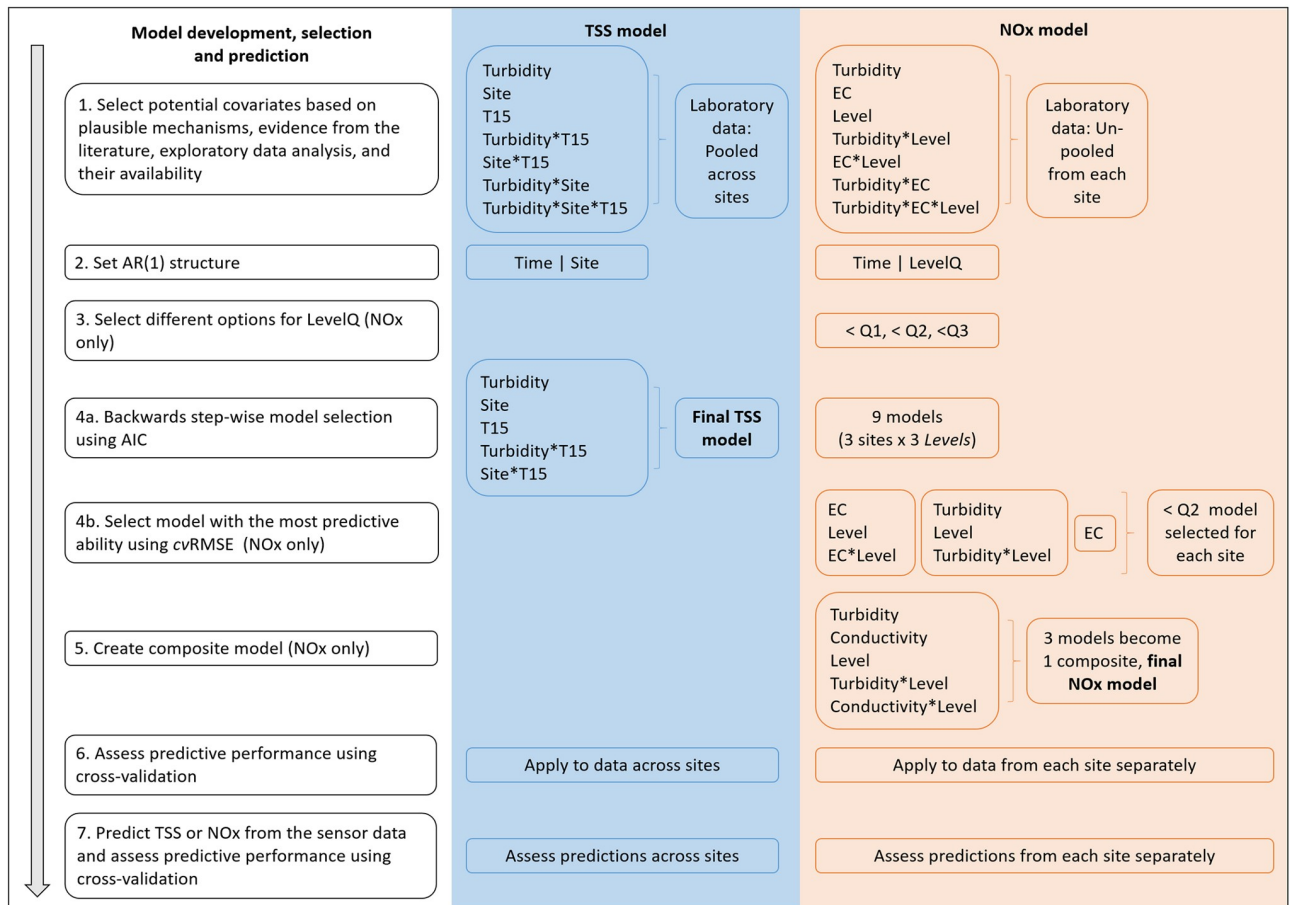 Model development, selection
and prediction
TSS model
NOx model
1. Select potential covariates based on
plausible mechanisms, evidence from the
literature, exploratory data analysis, and
their availability
Turbidity
Site
T15
Turbidity*T15
Site*T15
Turbidity*Site
Turbidity*Site*T15
Laboratory
data:
Pooled
across
sites
Turbidity
EC
Level
Turbidity*Level
EC*Level
Turbidity*EC
Turbidity*EC*Level
Laboratory
data: Un-
pooled
from each
site
2. Set AR(1) structure
Time | Site
Time | LevelQ
3. Select different options for LevelQ (NOx
only)
< Q1, < Q2, <Q3
4a. Backwards step-wise model selection
using AIC
Turbidity
Site
T15
Turbidity*T15
Site*T15
Final TSS
model
9 models
(3 sites x 3 Levels)
4b. Select model with the most predictive
ability using cvRMSE (NOx only)
EC
Level
EC*Level
Turbidity
Level
Turbidity*Level
EC
< Q2 model
selected for
each site
5. Create composite model (NOx only)
Turbidity
Conductivity
Level
Turbidity*Level
Conductivity*Level
3 models become
1 composite, final
NOx model
6. Assess predictive performance using
cross-validation
Apply to data across sites
Apply to data from each site separately
7. Predict TSS or NOx from the sensor data
and assess predictive performance using
cross-validation
Assess predictions across sites
Assess predictions from each site separately